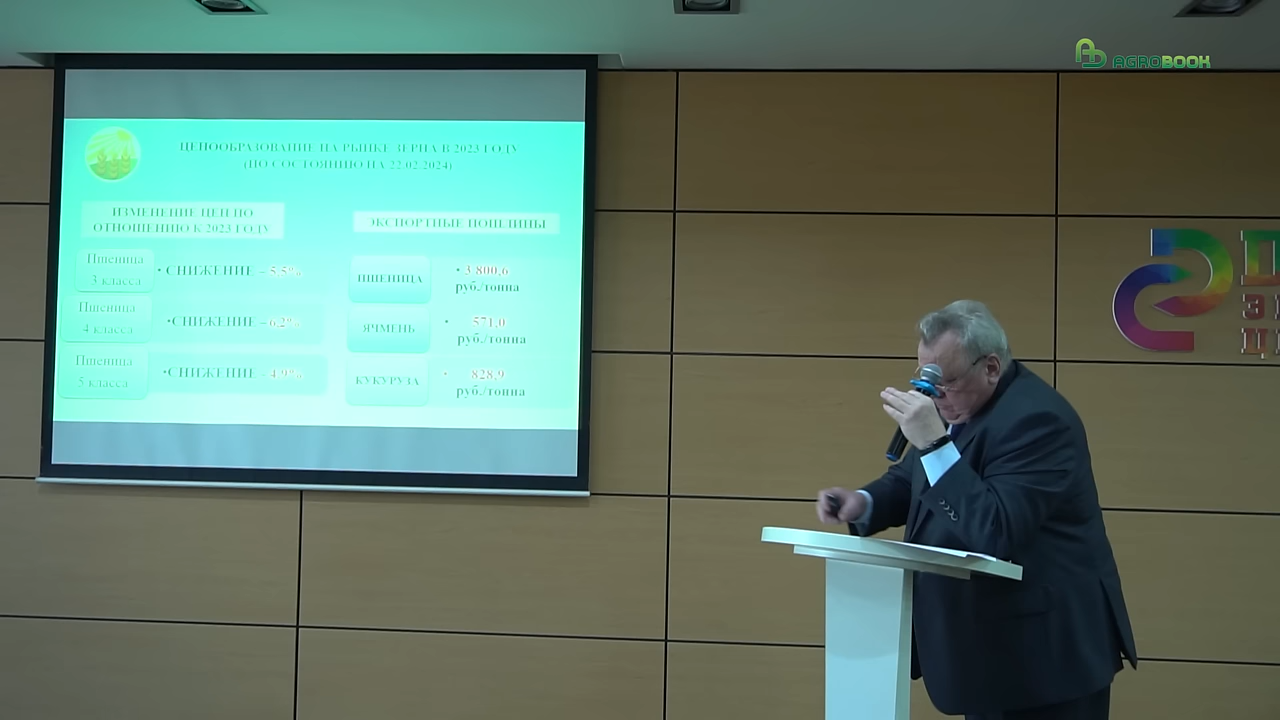 AGROBOOK
ЦЕНООБРАЗОВАНИЕ НА РЫНКЕ ЗЕРНА В 2023 ГОДУ
(ПО СОСТОЯНИЮ НА 22.02.2024)
ИЗМЕНЕНИЕ ЦЕН ПО
ОТНОШЕНИЮ К 2023 ГОДУ
ЭКСПОРТНЫЕ ПОШЛИНЫ
Пшеница
3 класса
• СНИЖЕНИЕ – 5,5%
ПШЕНИЦА
• 3 800,6
руб./тонна
Пшеница
4 класса
•СНИЖЕНИЕ – 6,2%
ЯЧМЕНЬ
• 571,0
руб./тонна
Пшеница
5 класса
•СНИЖЕНИЕ – 4,9%
КУКУРУЗА
• 828,9
руб./тонна